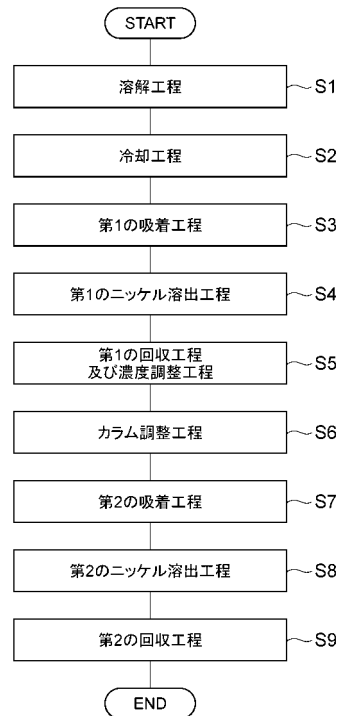 START
溶解工程
S1
冷却工程
S2
第1の吸着工程
S3
第1のニッケル溶出工程
S4
第1の回収工程
及び濃度調整工程
S5
カラム調整工程
S6
第2の吸着工程
S7
第2のニッケル溶出工程
S8
第2の回収工程
S9
END